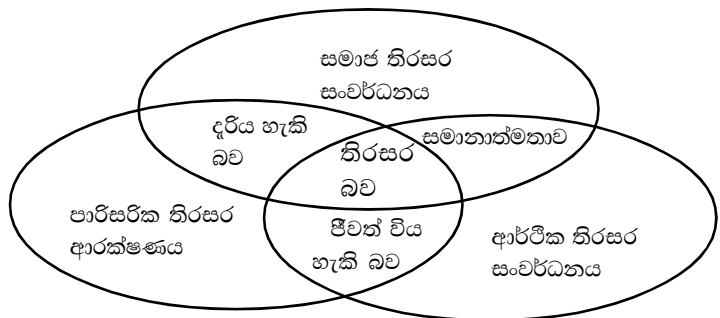 සමාජ තිරසර
සංවර්ධනය
දැරිය හැකි
බව
සමානාත්මතාව
තිරසර
බව
පාරිසරික තිරසර
ආරක්ෂණය
ජීවත් විය
හැකි බව
ආර්ථික තිරසර
සංවර්ධනය